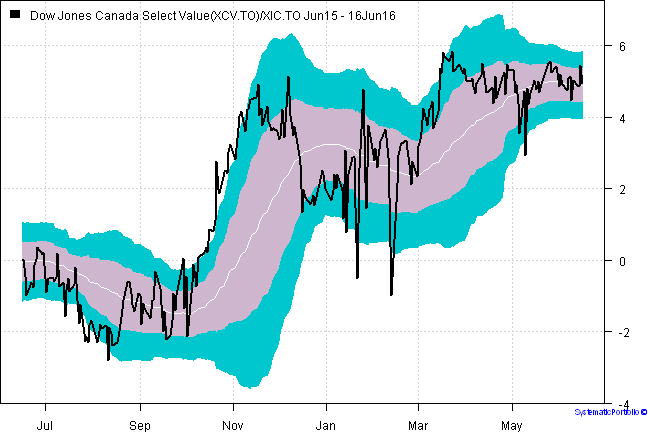 Dow Jones Canada Select Value(XCV.TO)/XIC.TO Jun15 - 16Jun16
6
4
2
0
-2
-4
SystematicPortfolio ©
Jul Sep Nov Jan Mar May